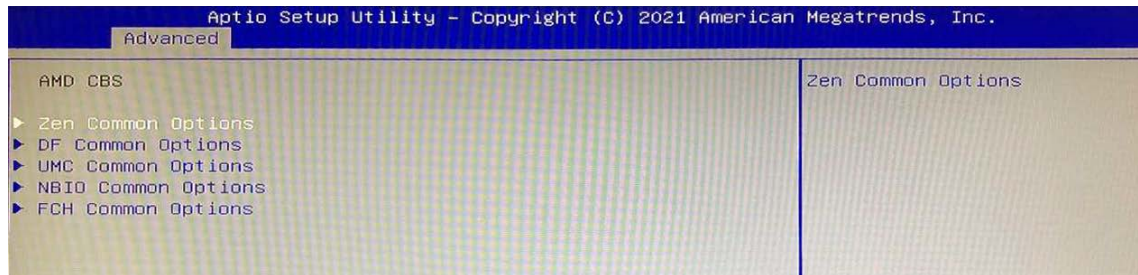 Aptio Setup Utility – Copyright (C) 2021 American Megatrends, Inc.
Advanced
AMD CBS
Zen Common Options
DF Common Options
UMC Common Options
NBIO Common Options
FCH Common Options
Zen Common Options